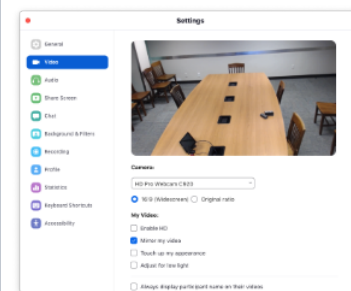 Settings
General
Video
Audio
Share Screen
Chat
Background & Filters
Recording
Profile
Statistics
Keyboard Shortcuts
Accessibility
Camera:
HD Pro Webcam C920
16:9 (Widescreen) Original ratio
My Video:
Enable HD
Mirror my video
Touch up my appearance
Adjust for low light
Always display participant name on their videos